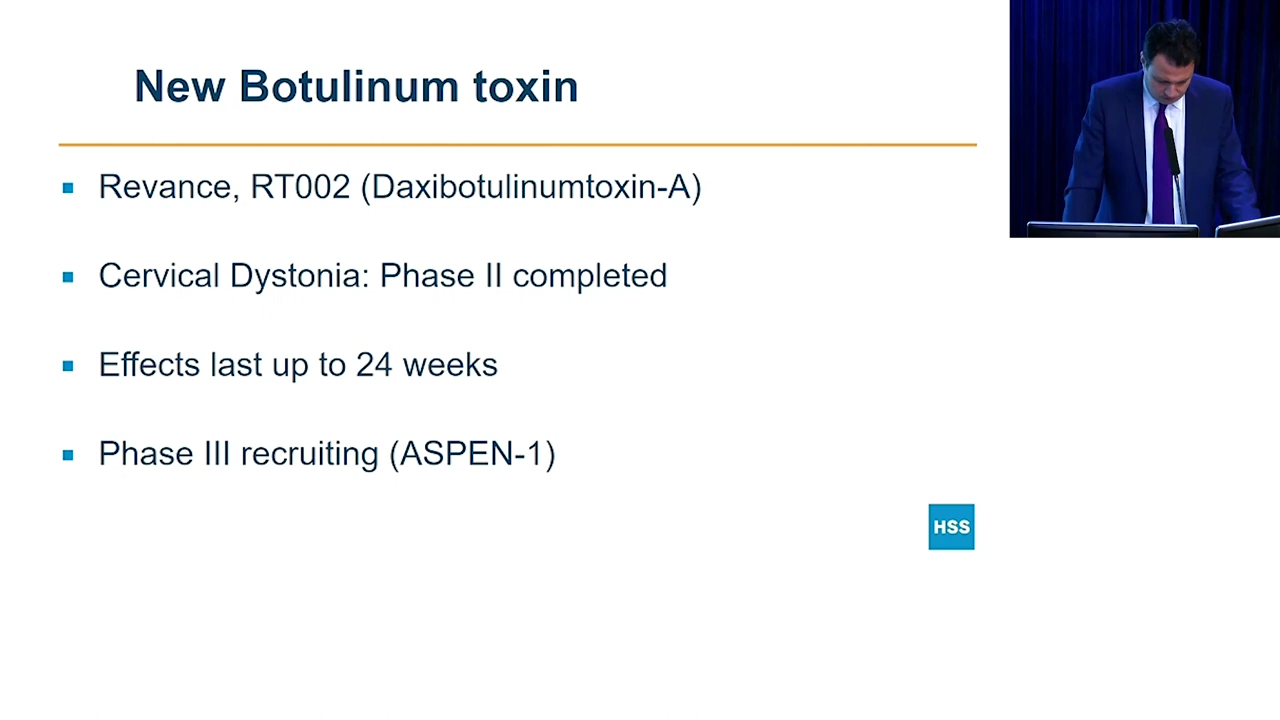 New Botulinum toxin
Revance, RT002 (Daxibotulinumtoxin-A)
Cervical Dystonia: Phase II completed
Effects last up to 24 weeks
Phase III recruiting (ASPEN-1)
HSS